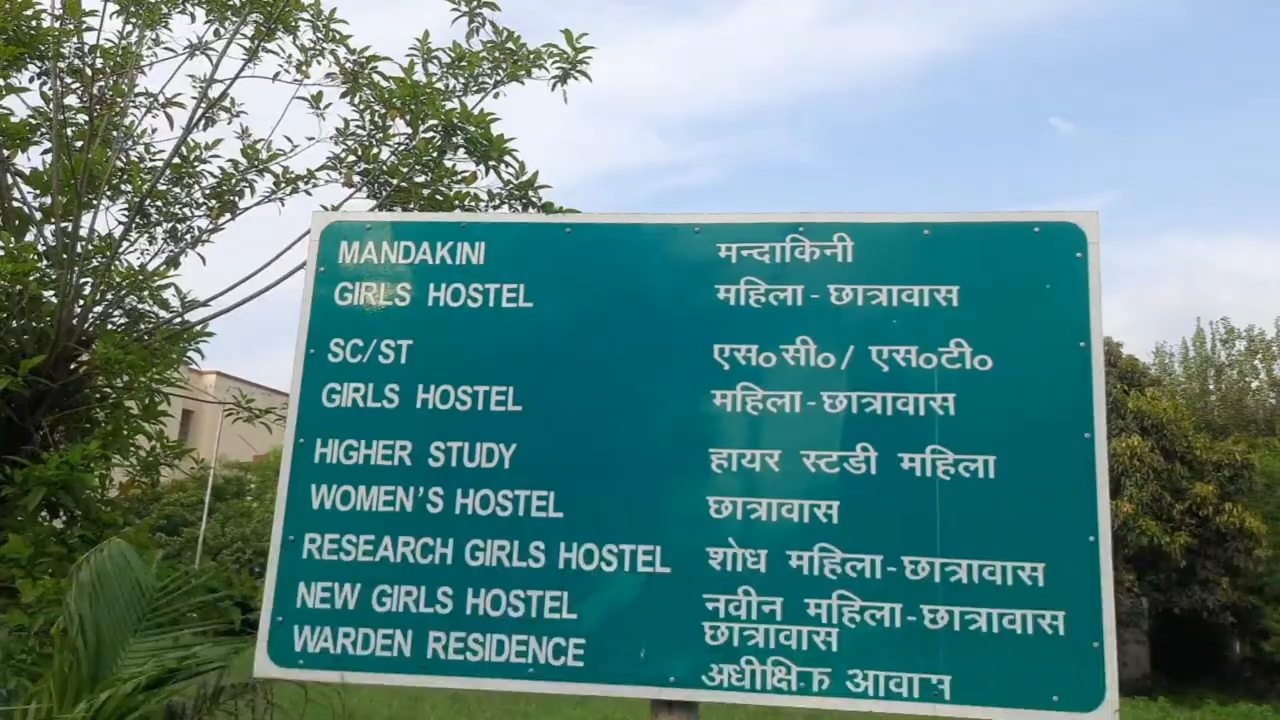 MANDAKINI मन्दाकिनी
GIRLS HOSTEL महिला - छात्रावास
SC/ST एस०सी०/ एस०टी०
GIRLS HOSTEL महिला-छात्रावास
HIGHER STUDY हायर स्टडी महिला
WOMEN'S HOSTEL छात्रावास
RESEARCH GIRLS HOSTEL शोध महिला-छात्रावास
NEW GIRLS HOSTEL नवीन महिला-छात्रावास
WARDEN RESIDENCE छात्रावास
आवास